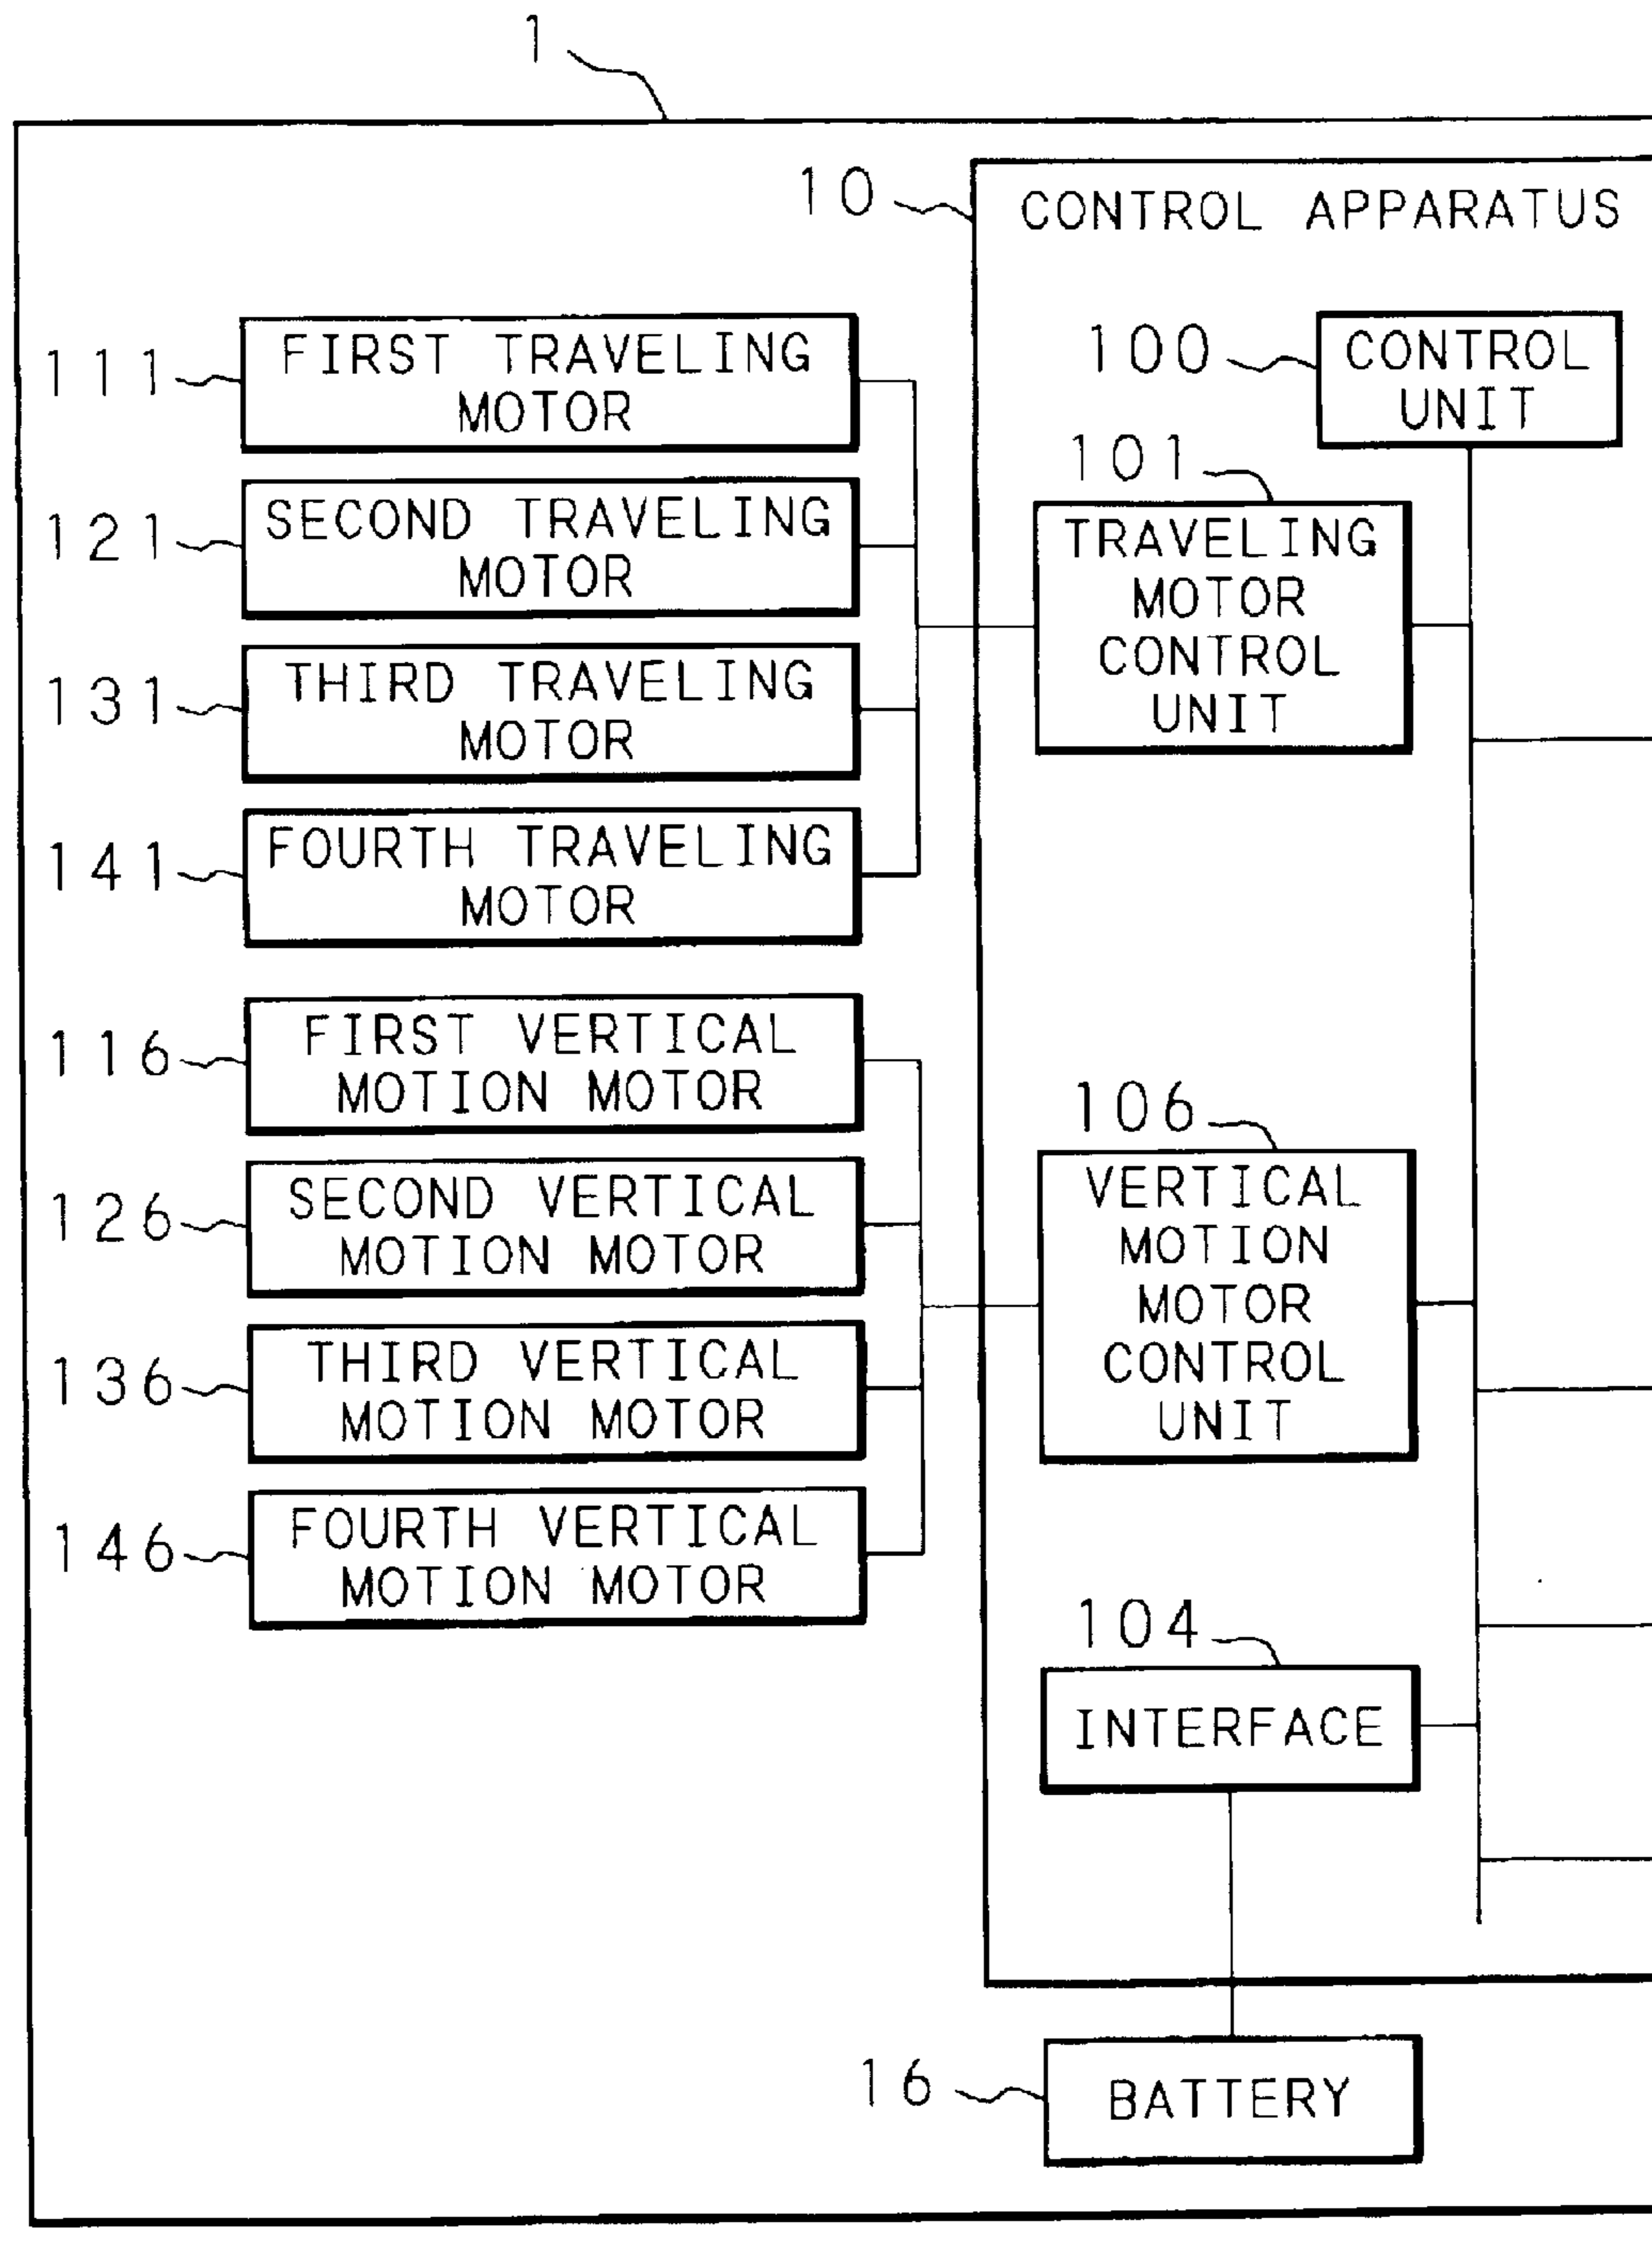 1
10
CONTROL APPARATUS
111
FIRST TRAVELING
MOTOR
100
CONTROL
UNIT
121
SECOND TRAVELING
MOTOR
101
TRAVELING
MOTOR
CONTROL
UNIT
131
THIRD TRAVELING
MOTOR
141
FOURTH TRAVELING
MOTOR
116
FIRST VERTICAL
MOTION MOTOR
126
SECOND VERTICAL
MOTION MOTOR
106
VERTICAL
MOTION
MOTOR
CONTROL
UNIT
136
THIRD VERTICAL
MOTION MOTOR
146
FOURTH VERTICAL
MOTION MOTOR
104
INTERFACE
16
BATTERY